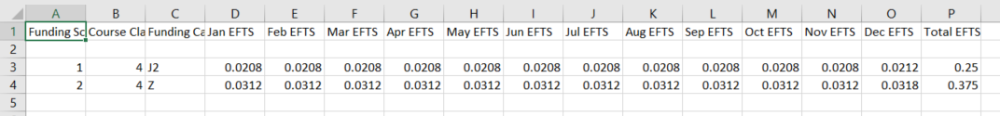 A B C D E F G H I J K L M N O P
1 Funding Sc Course Cla Funding Ca Jan EFTS Feb EFTS Mar EFTS Apr EFTS May EFTS Jun EFTS Jul EFTS Aug EFTS Sep EFTS Oct EFTS Nov EFTS Dec EFTS Total EFTS
2
3 1 4 J2 0.0208 0.0208 0.0208 0.0208 0.0208 0.0208 0.0208 0.0208 0.0208 0.0208 0.0208 0.0212 0.25
4 2 4 Z 0.0312 0.0312 0.0312 0.0312 0.0312 0.0312 0.0312 0.0312 0.0312 0.0312 0.0312 0.0318 0.375
5